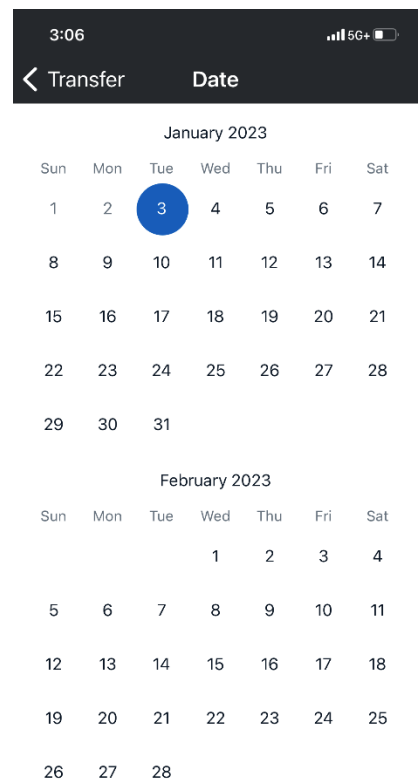 3:06 5G+
Transfer Date
January 2023
Sun Mon Tue Wed Thu Fri Sat
1 2 3 4 5 6 7
8 9 10 11 12 13 14
15 16 17 18 19 20 21
22 23 24 25 26 27 28
29 30 31
February 2023
Sun Mon Tue Wed Thu Fri Sat
1 2 3 4
5 6 7 8 9 10 11
12 13 14 15 16 17 18
19 20 21 22 23 24 25
26 27 28